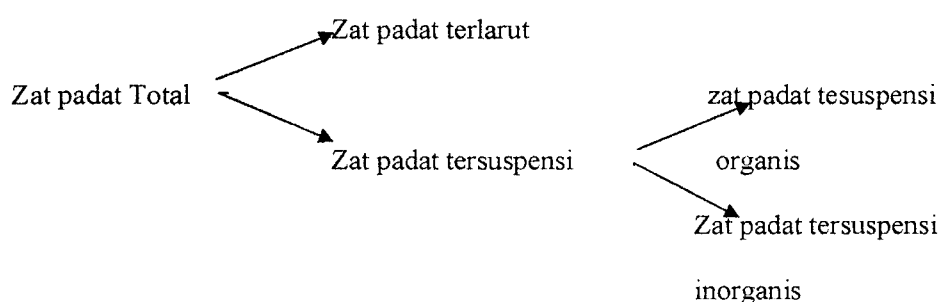 Zat padat terlarut
Zat padat Total
zat padat tesuspensi
Zat padat tersuspensi
organis
Zat padat tersuspensi
inorganis